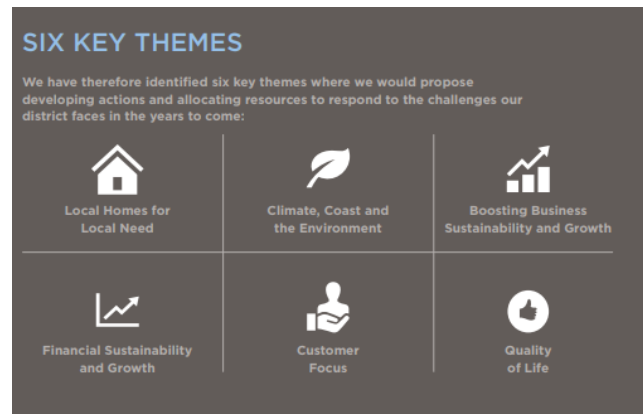 SIX KEY THEMES
We have therefore identified six key themes where we would propose
developing actions and allocating resources to respond to the challenges our
district faces in the years to come:
Local Homes for
Local Need
Climate, Coast and
the Environment
Boosting Business
Sustainability and Growth
Financial Sustainability
and Growth
Customer
Focus
Quality
of Life